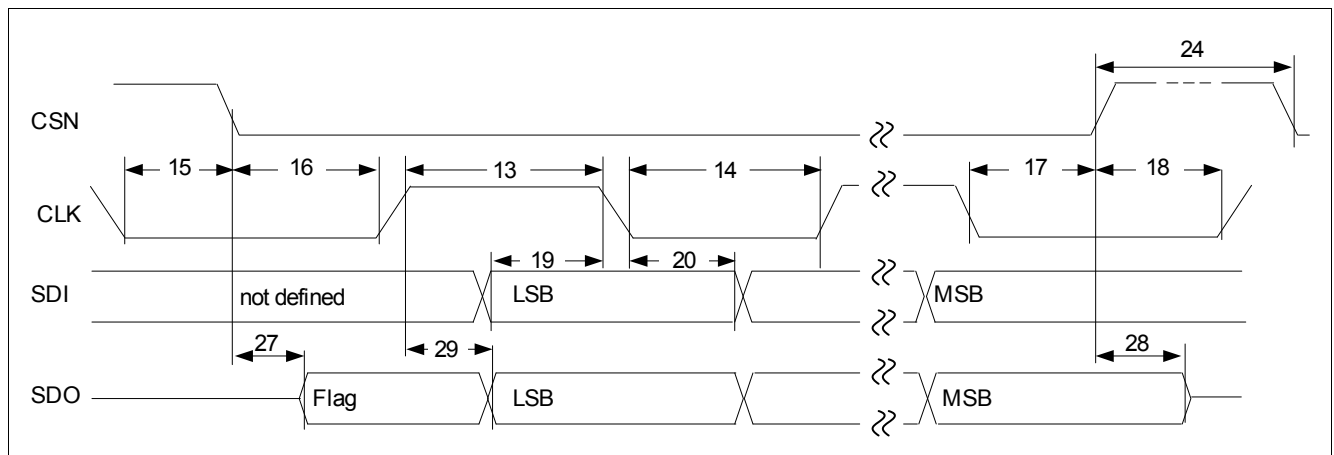 24
CSN
15 16 13 14 17 18
CLK
19 20
SDI not defined LSB MSB
27 29 28
SDO Flag LSB MSB